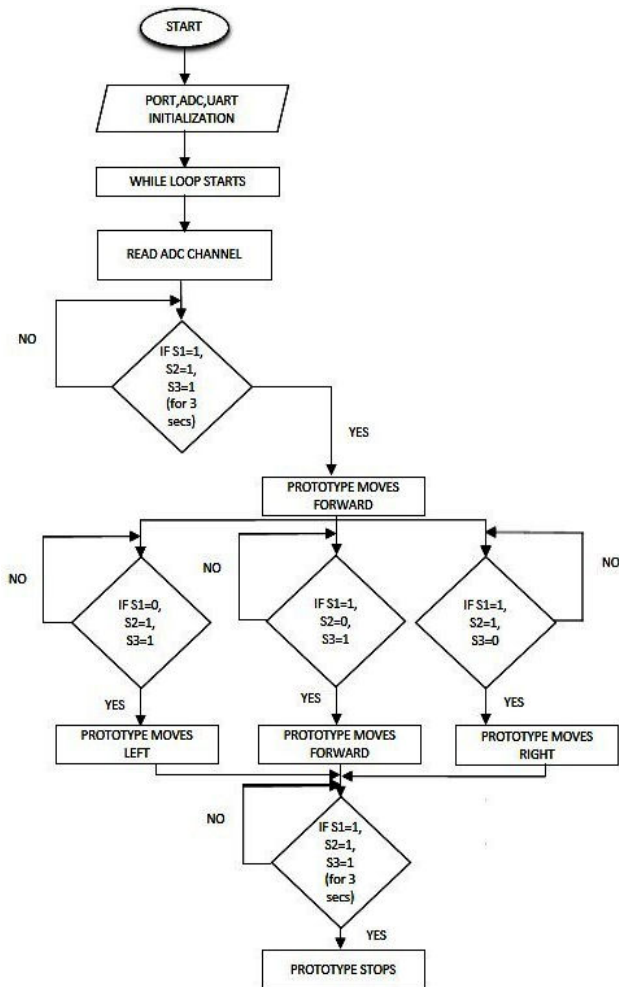 START
PORT,ADC,UART
INITIALIZATION
WHILE LOOP STARTS
READ ADC CHANNEL
NO
IF S1=1,
S2=1,
S3=1
(for 3
secs)
YES
PROTOTYPE MOVES
FORWARD
NO
IF S1=0,
S2=1,
S3=1
NO
IF S1=1,
S2=0,
S3=1
NO
IF S1=1,
S2=1,
S3=0
YES
YES
YES
PROTOTYPE MOVES
LEFT
PROTOTYPE MOVES
FORWARD
PROTOTYPE MOVES
RIGHT
NO
IF S1=1,
S2=1,
S3=1
(for 3
secs)
YES
PROTOTYPE STOPS